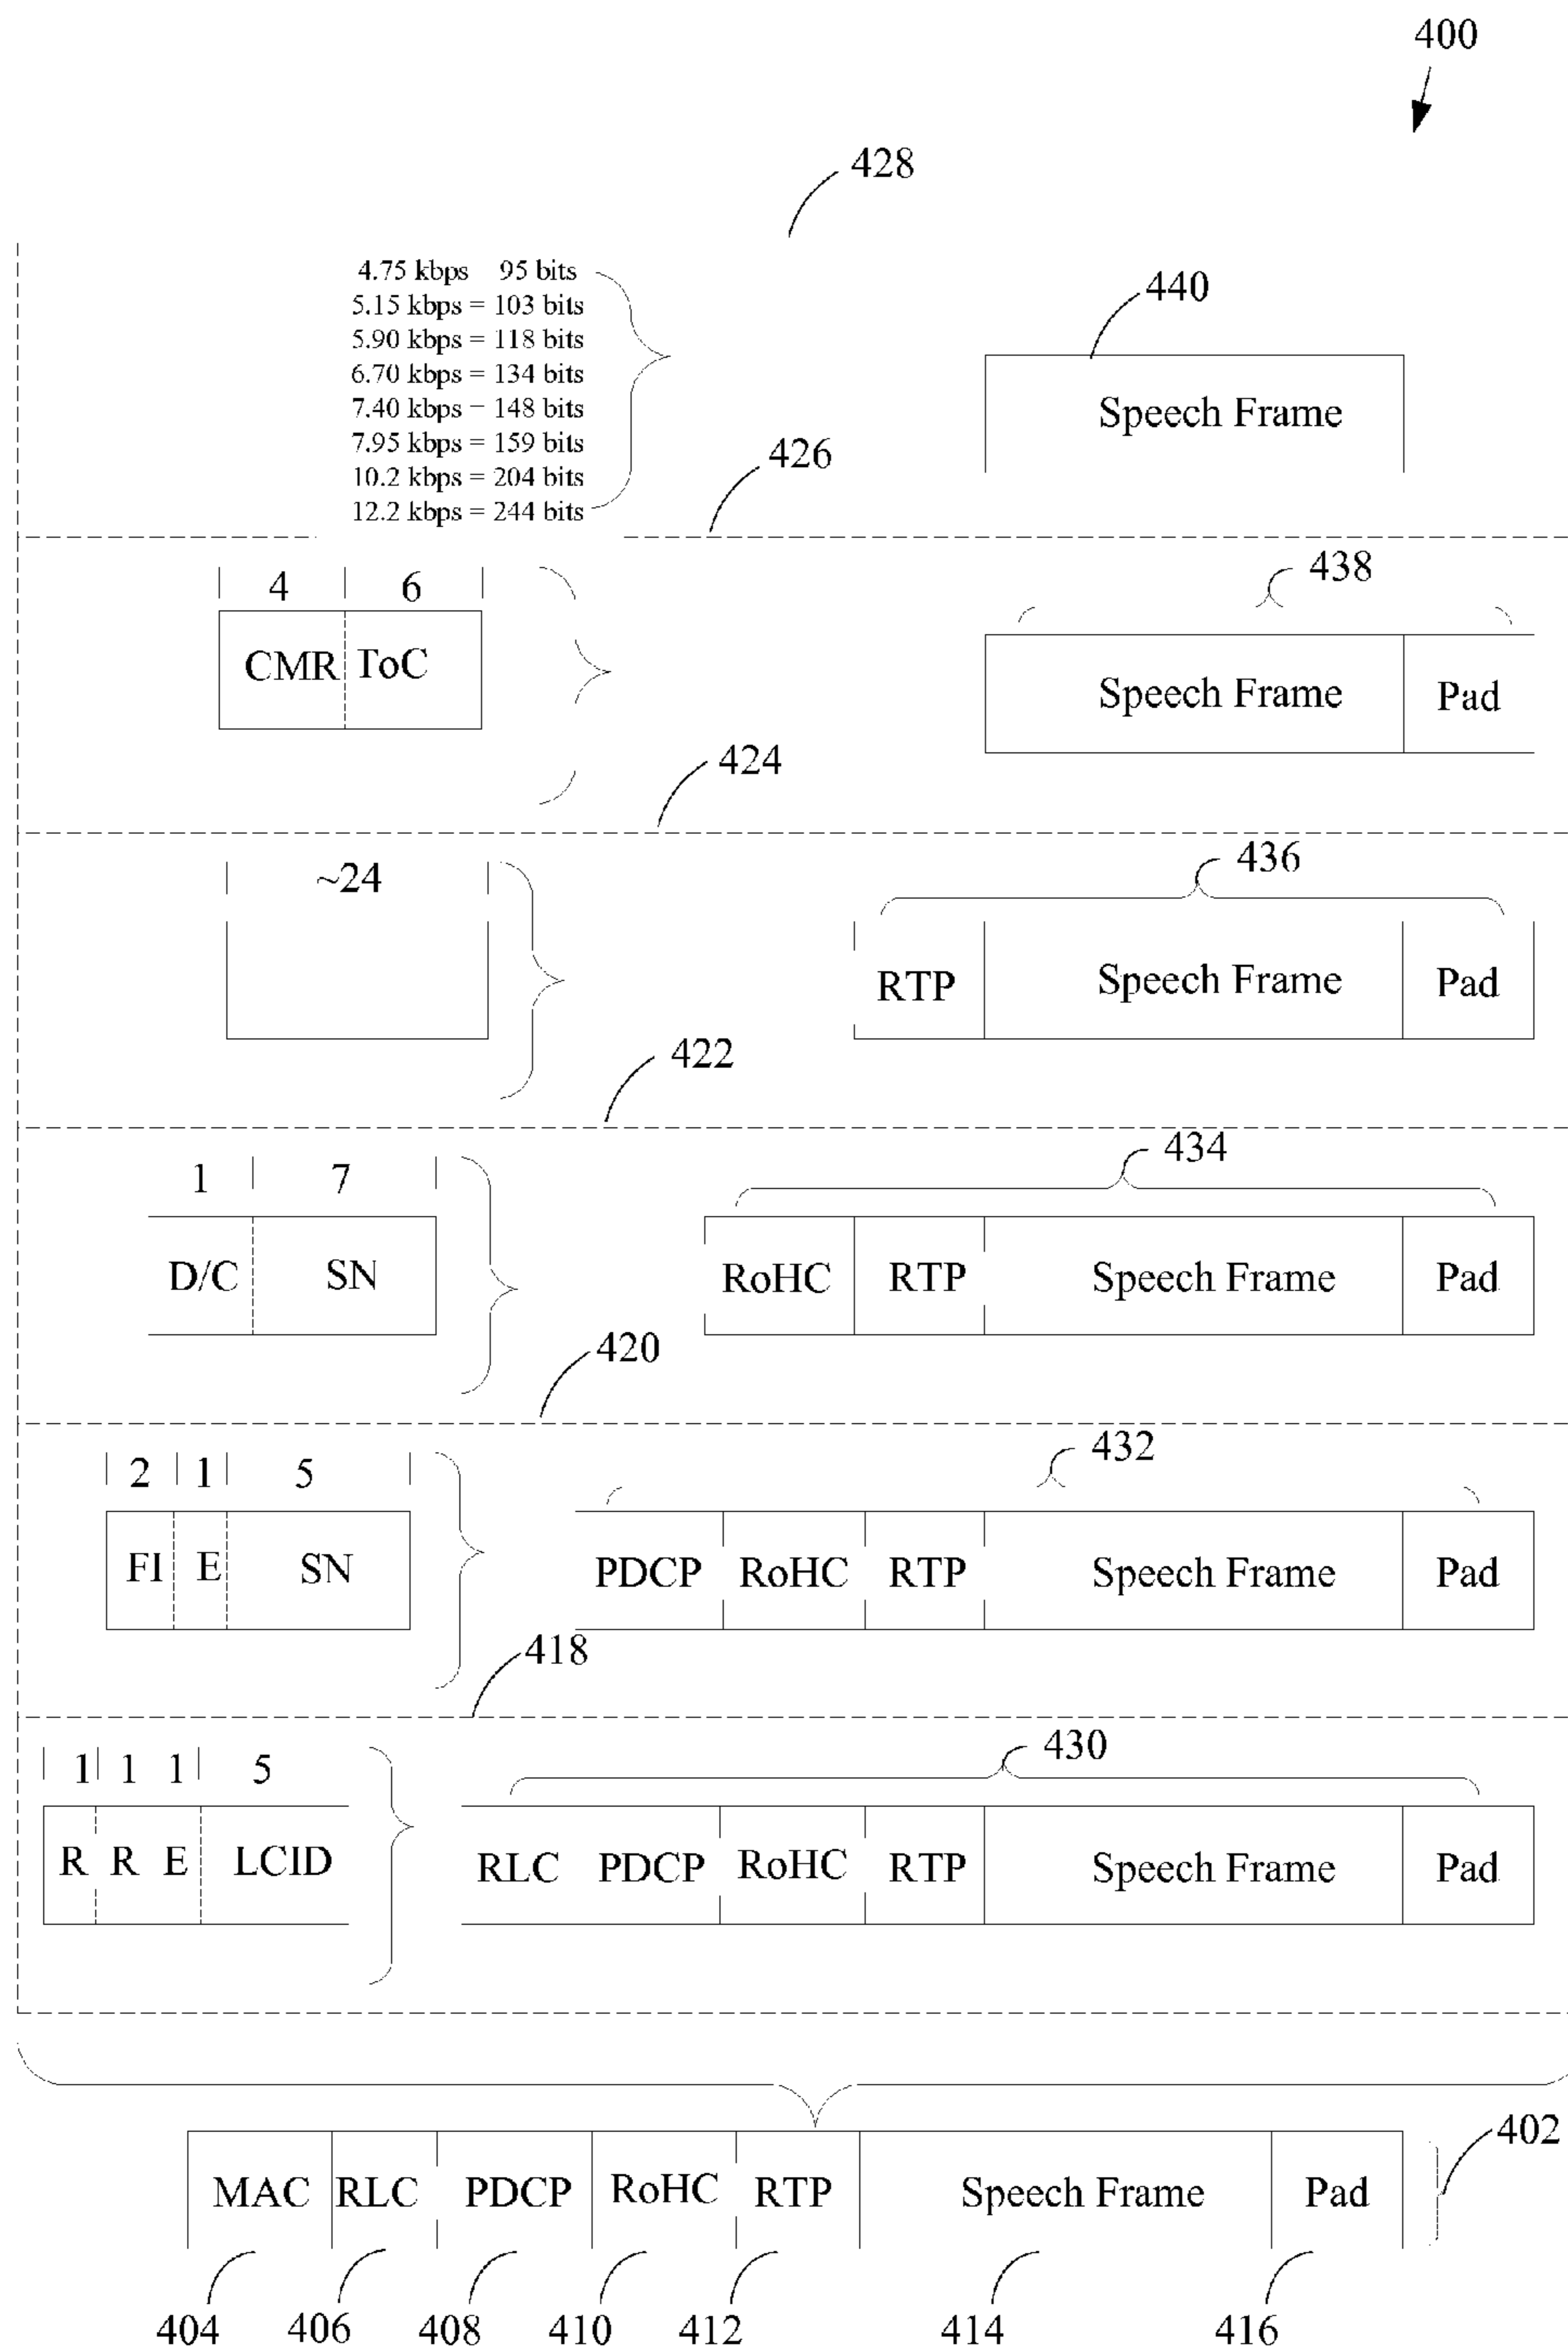 400
428
4.75 kbps 95 bits
5.15 kbps = 103 bits
5.90 kbps = 118 bits
6.70 kbps = 134 bits
7.40 kbps = 148 bits
7.95 kbps = 159 bits
10.2 kbps = 204 bits
12.2 kbps = 244 bits
440
Speech Frame
426
4 6
CMR ToC
438
Speech Frame Pad
424
~24
436
RTP Speech Frame Pad
422
1 7
D/C SN
434
RoHC RTP Speech Frame Pad
420
2 1 5
FI E SN
432
PDCP RoHC RTP Speech Frame Pad
418
1 1 1 5
R R E LCID
430
RLC PDCP RoHC RTP Speech Frame Pad
402
MAC RLC PDCP RoHC RTP Speech Frame Pad
404 406 408 410 412 414 416